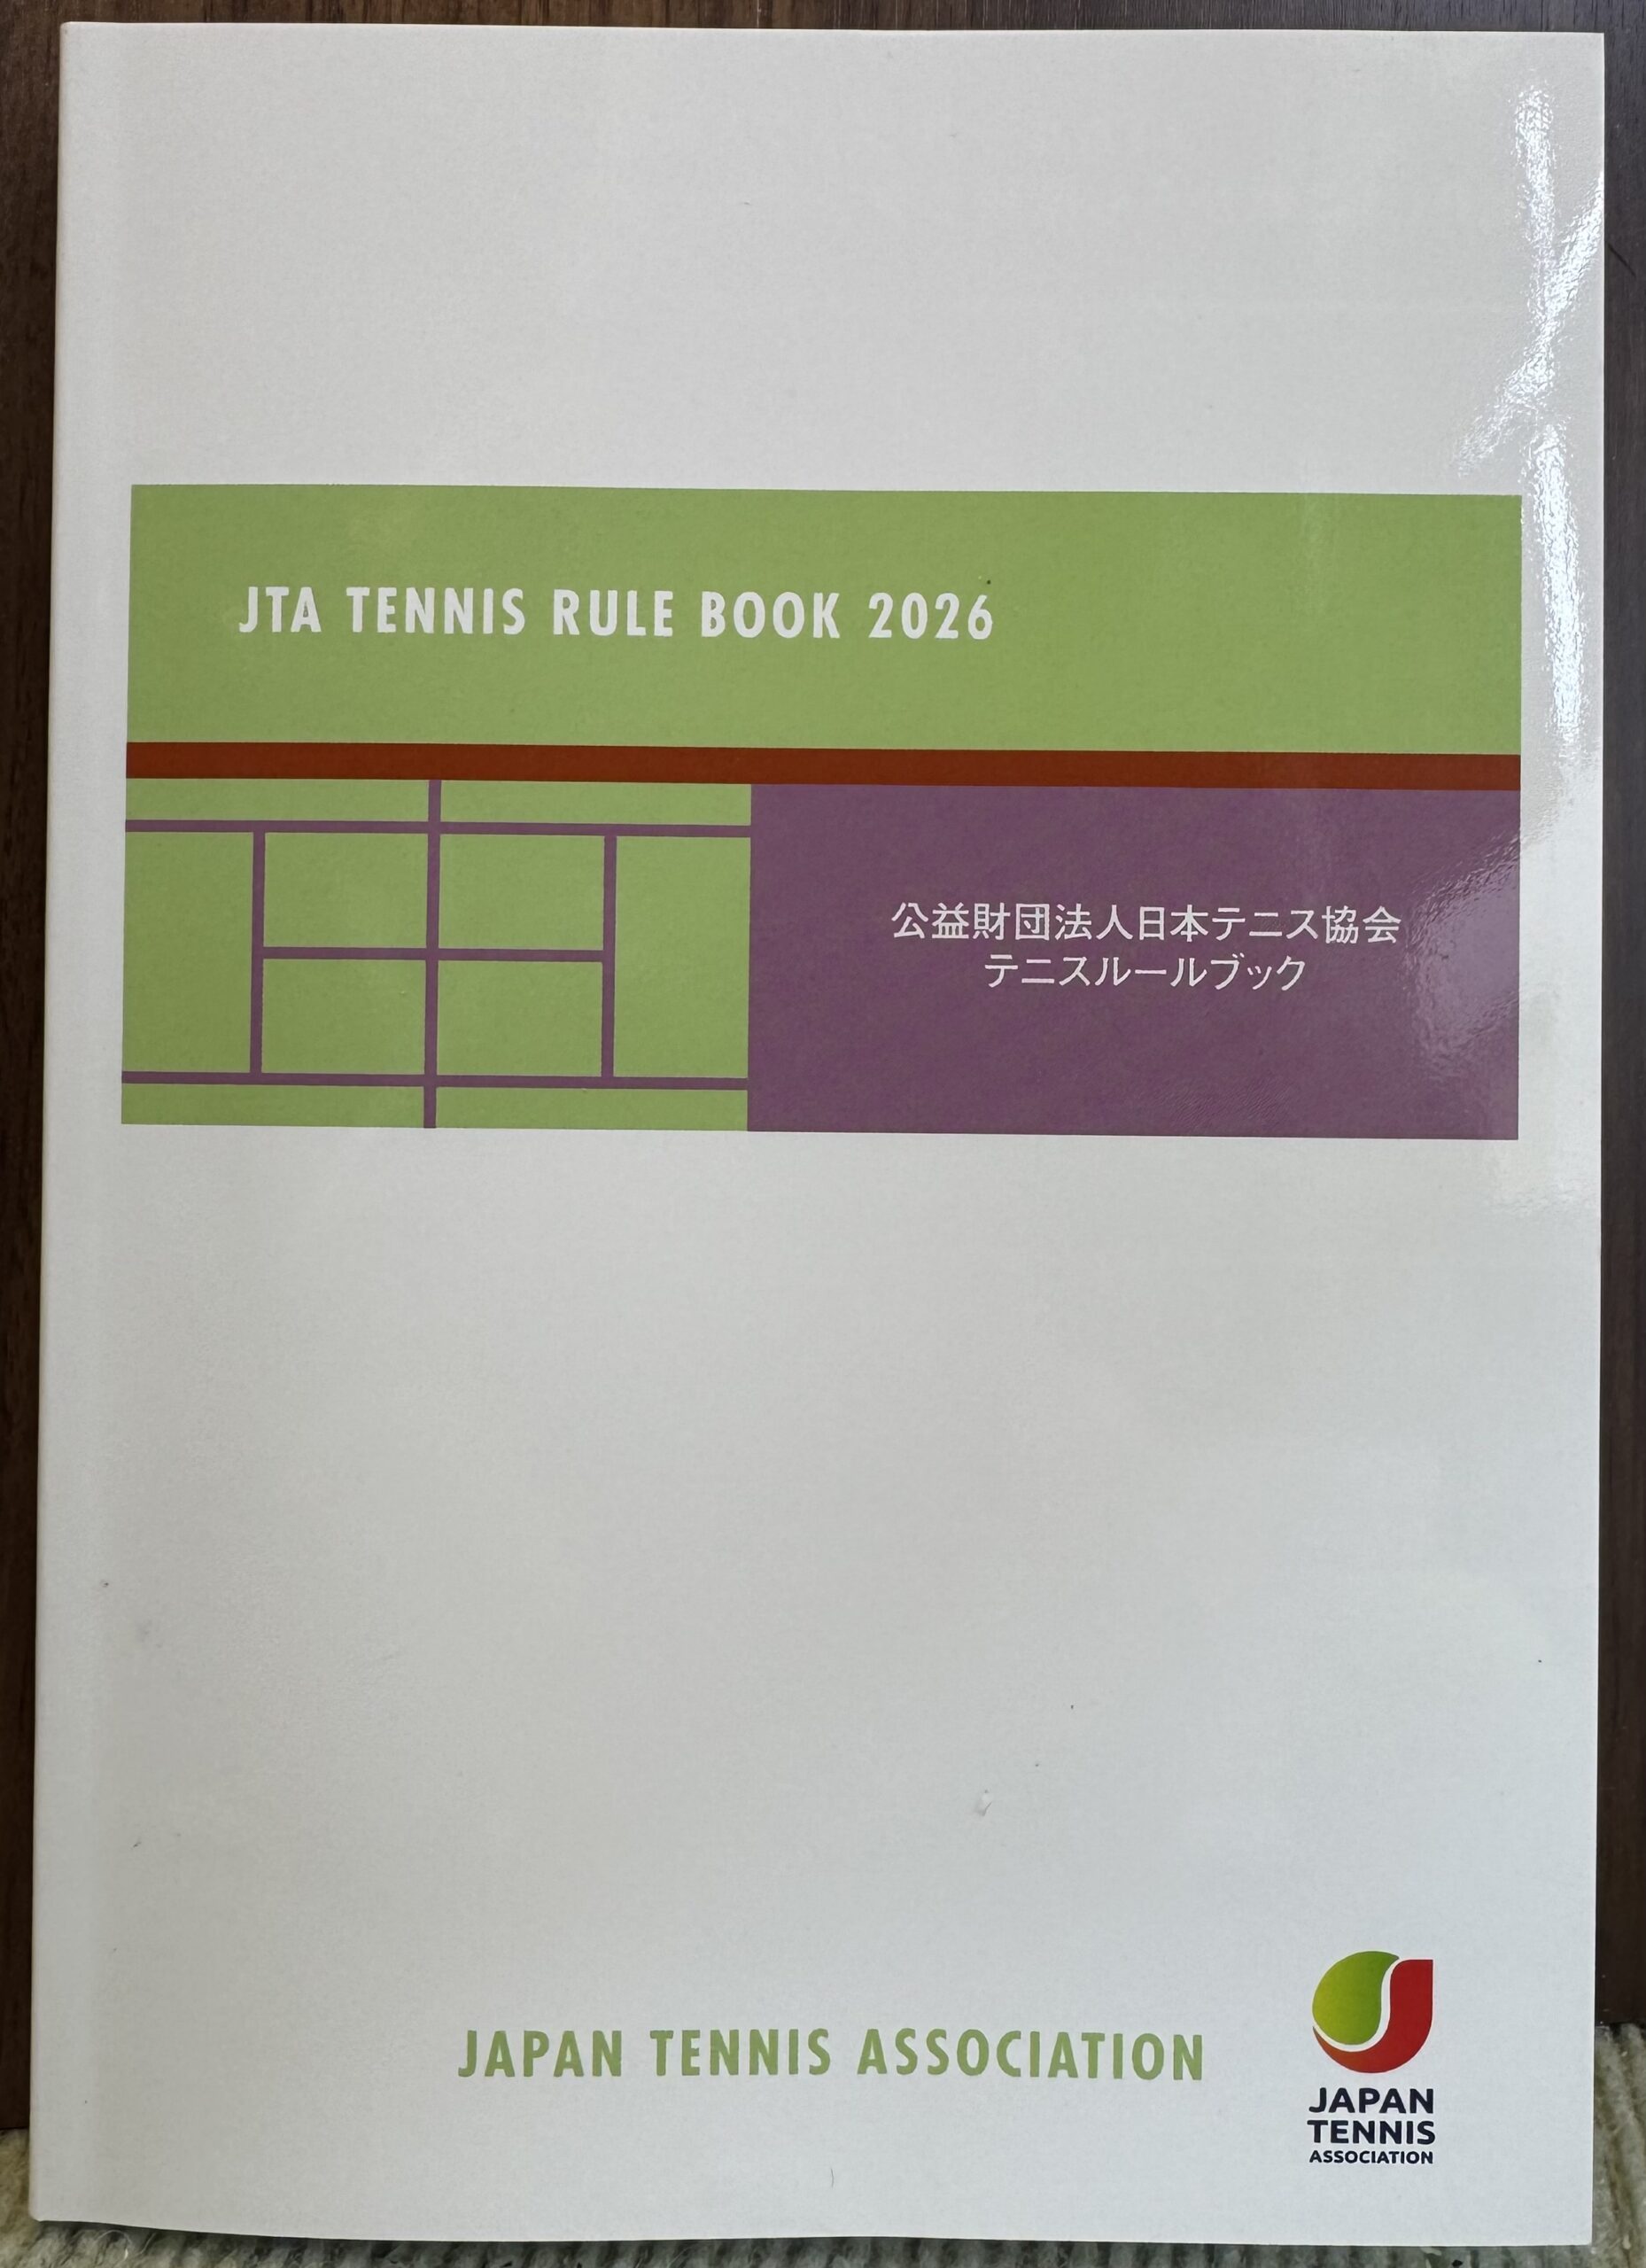 JTA TENNIS RULE BOOK 2026
公益財団法人日本テニス協会
テニスルールブック
JAPAN TENNIS ASSOCIATION
JAPAN
TENNIS
ASSOCIATION